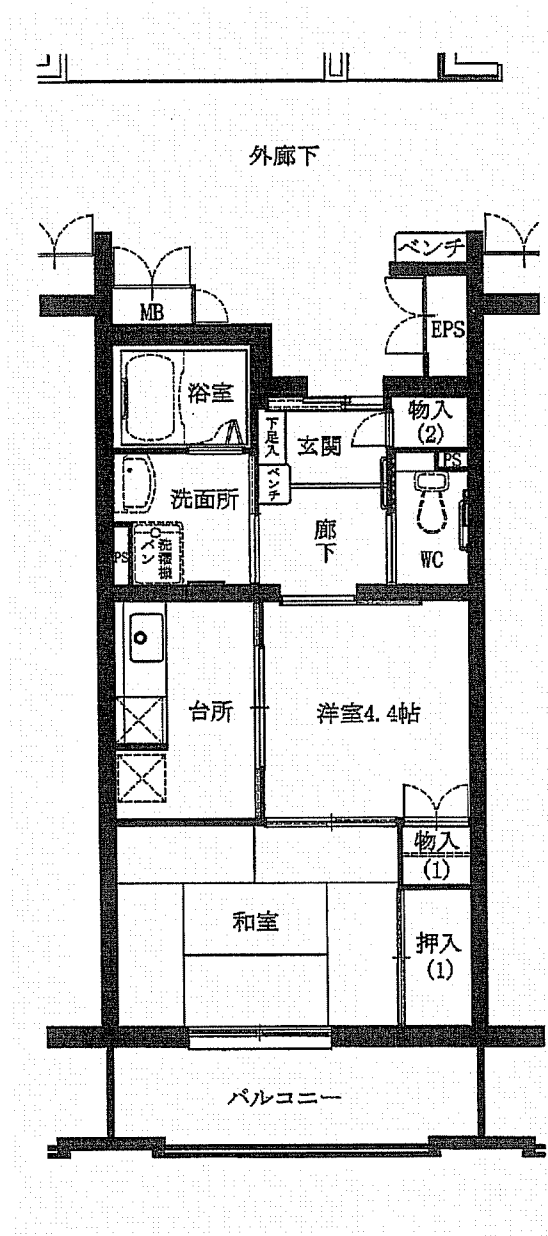 外廊下
ベンチ
MB
EPS
浴室
物入
(2)
下足入
玄関
PS
ベンチ
洗面所
廊下
WC
PS
洗濯機
パン
台所
洋室4.4帖
物入
(1)
和室
押入
(1)
バルコニー